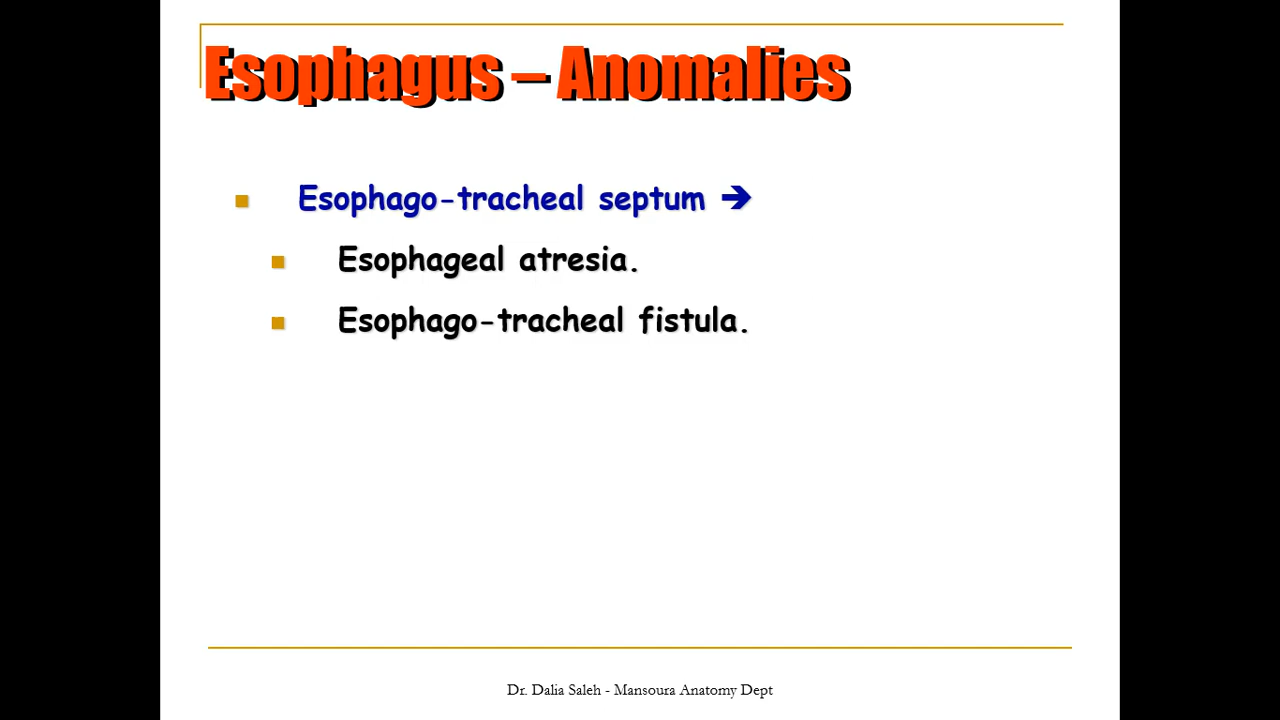 Esophagus – Anomalies
Esophago-tracheal septum ➔
Esophageal atresia.
Esophago-tracheal fistula.
Dr. Dalia Saleh - Mansoura Anatomy Dept